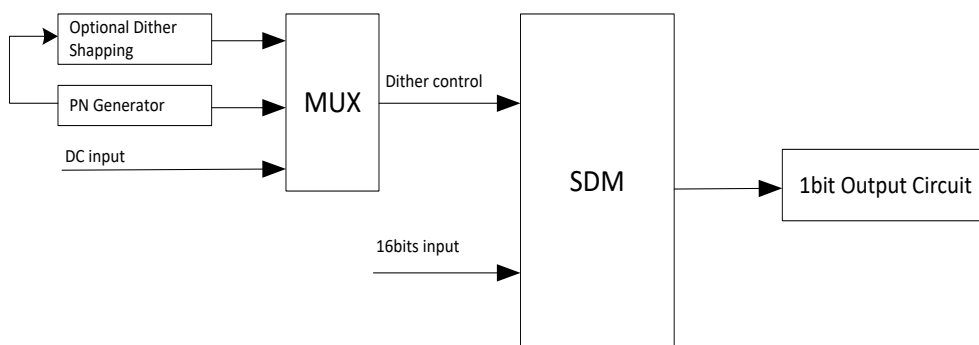 Optional Dither
Shapping
PN Generator
DC input
MUX
Dither control
16bits input
SDM
1bit Output Circuit